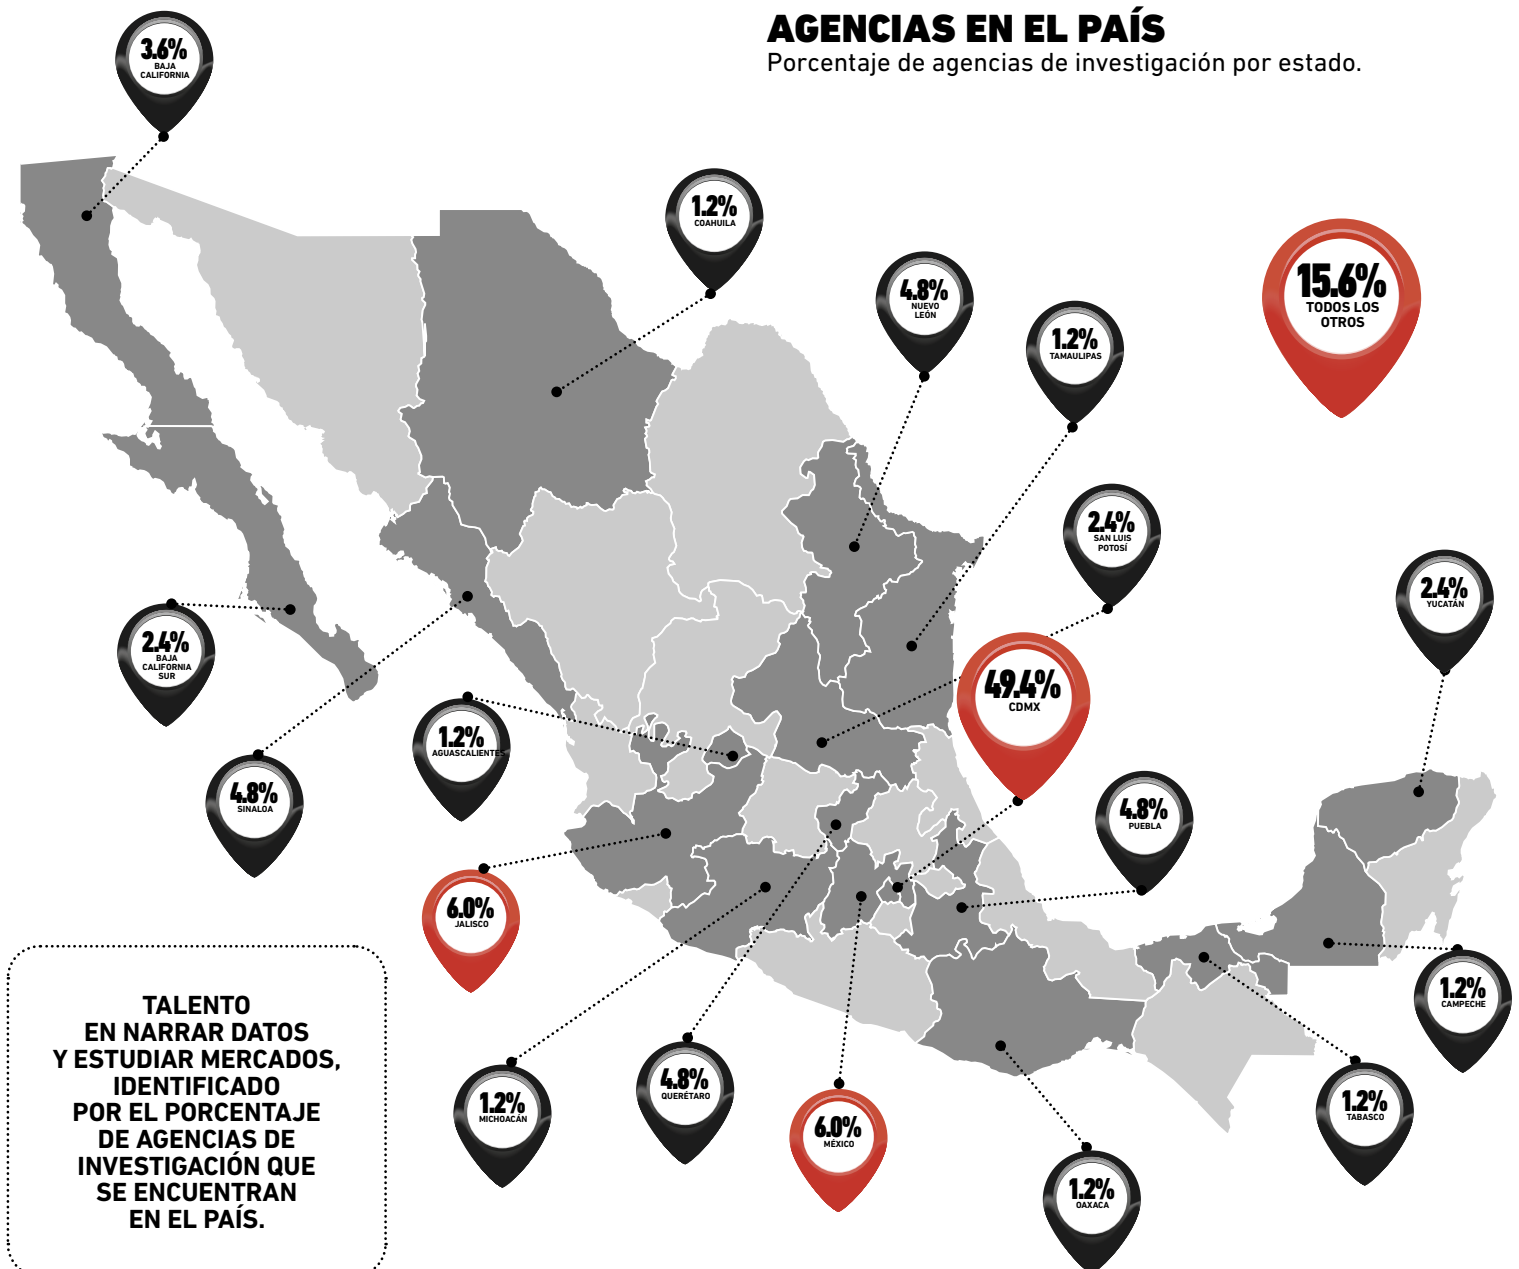 AGENCIAS EN EL PAÍS
Porcentaje de agencias de investigación por estado.
3.6%
BAJA
CALIFORNIA
1.2%
COAHUILA
4.8%
NUEVO
LEÓN
1.2%
TAMAULIPAS
15.6%
TODOS LOS
OTROS
2.4%
SAN LUIS
POTOSÍ
2.4%
YUCATÁN
2.4%
BAJA
CALIFORNIA
SUR
49.4%
CDMX
1.2%
AGUASCALIENTES
4.8%
SINALOA
4.8%
PUEBLA
6.0%
JALISCO
1.2%
CAMPECHE
4.8%
QUERÉTARO
1.2%
MICHOACÁN
6.0%
MÉXICO
1.2%
TABASCO
1.2%
OAXACA
TALENTO
EN NARRAR DATOS
Y ESTUDIAR MERCADOS,
IDENTIFICADO
POR EL PORCENTAJE
DE AGENCIAS DE
INVESTIGACIÓN QUE
SE ENCUENTRAN
EN EL PAÍS.